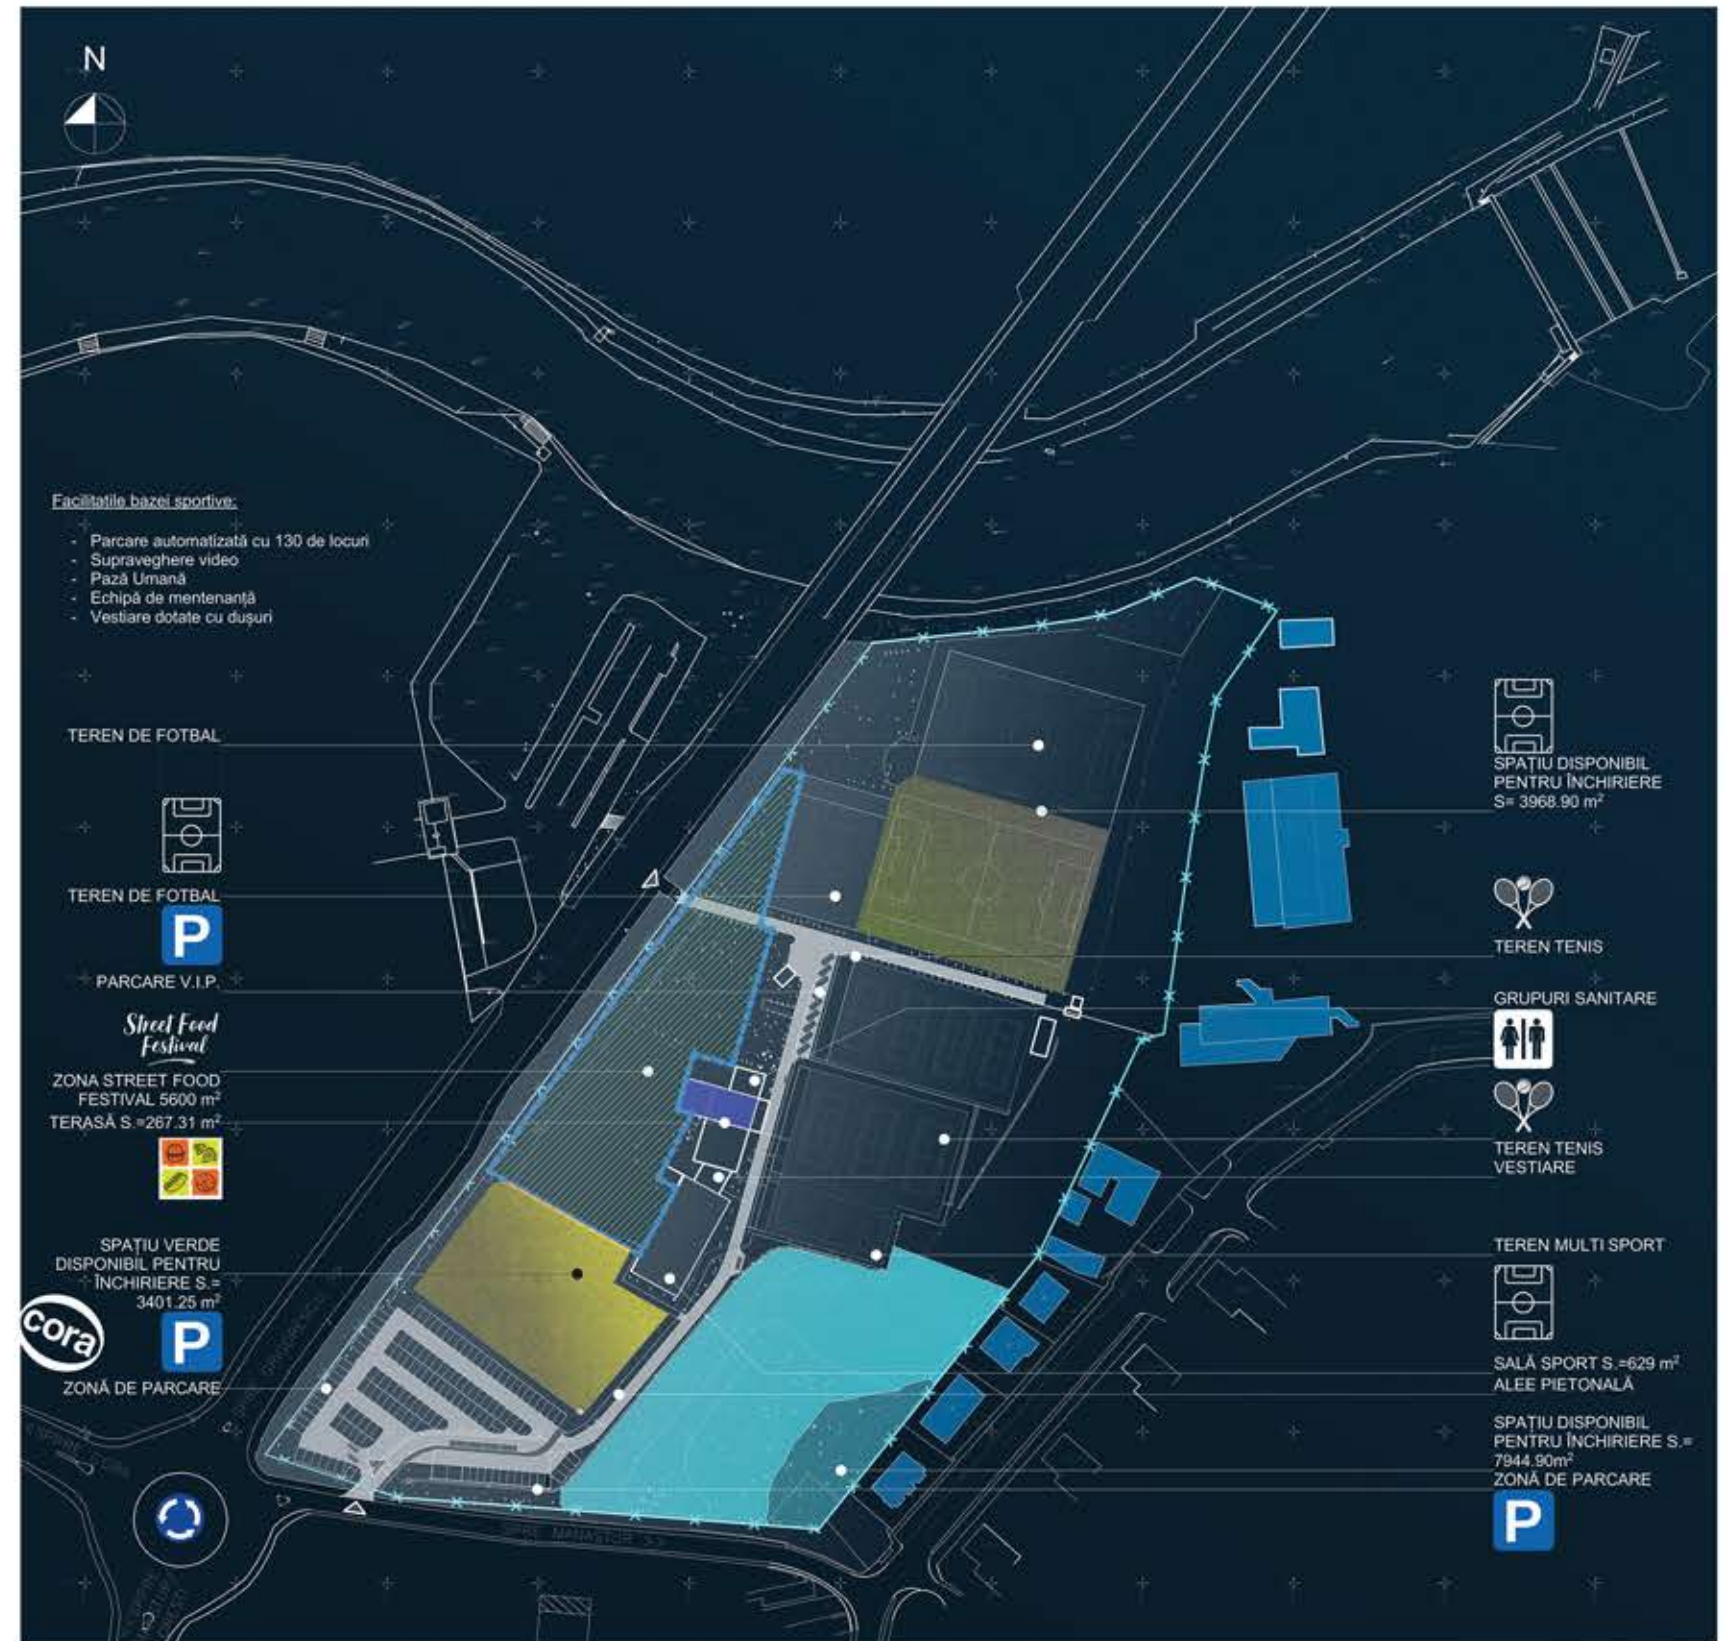 N
Facilitatile bazei sportive:
- Parcare automatizată cu 130 de locuri
- Supraveghere video
- Pază Umană
- Echipă de mentenanță
- Vestiare dotate cu dușuri
TEREN DE FOTBAL
TEREN DE FOTBAL
P
PARCARE V.I.P.
Street Food
Festival
ZONA STREET FOOD
FESTIVAL 5600 m²
TERASĂ S.=267.31 m²
SPAȚIU VERDE
DISPONIBIL PENTRU
ÎNCHIRIERE S.=
3401.25 m²
cora
P
ZONĂ DE PARCARE
SPAȚIU DISPONIBIL
PENTRU ÎNCHIRIERE
S= 3968.90 m²
TEREN TENIS
GRUPURI SANITARE
TEREN TENIS
VESTIARE
TEREN MULTI SPORT
SALĂ SPORT S.=629 m²
ALEE PIETONALĂ
SPAȚIU DISPONIBIL
PENTRU ÎNCHIRIERE S.=
7944.90m²
ZONĂ DE PARCARE
P